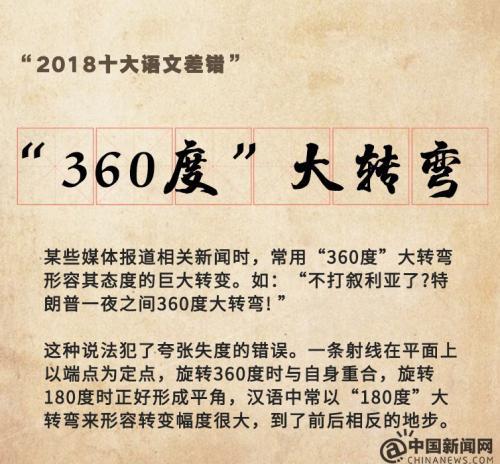 “2018十大语文差错”
“360度”大转弯
某些媒体报道相关新闻时，常用“360度”大转弯
形容其态度的巨大转变。如：“不打叙利亚了?特
朗普一夜之间360度大转弯!”
这种说法犯了夸张失度的错误。一条射线在平面上
以端点为定点，旋转360度时与自身重合，旋转
180度时正好形成平角，汉语中常以“180度”大
转弯来形容转变幅度很大，到了前后相反的地步。
中国新闻网
CHINANEWS.COM